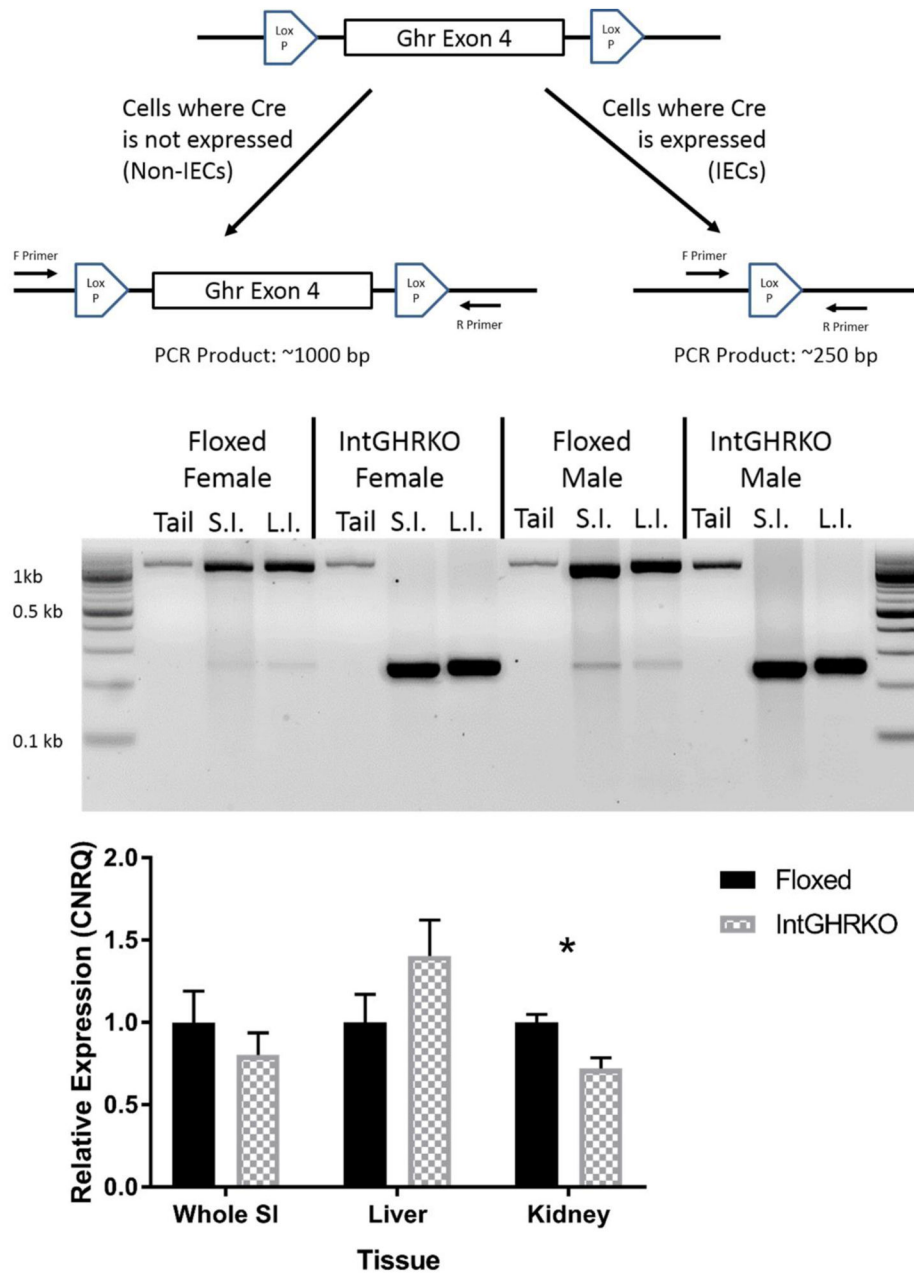 Lox
P
Ghr Exon 4
Lox
P
Cells where Cre
is not expressed
(Non-IECs)
Cells where Cre
is expressed
(IECs)
F Primer
Lox
P
Ghr Exon 4
Lox
P
R Primer
PCR Product: ~1000 bp
F Primer
Lox
P
R Primer
PCR Product: ~250 bp
Floxed
Female
IntGHRKO
Female
Floxed
Male
IntGHRKO
Male
Tail S.I. L.I. Tail S.I. L.I. Tail S.I. L.I. Tail S.I. L.I.
1kb
0.5 kb
0.1 kb
Relative Expression (CNRQ)
2.0
1.5
1.0
0.5
0.0
*
Floxed
IntGHRKO
Whole SI Liver Kidney
Tissue